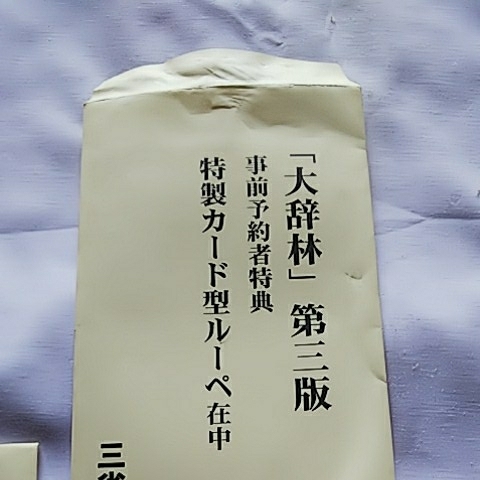 「大辞林」第三版
事前予約者特典
特製カード型ルーペ在中
三